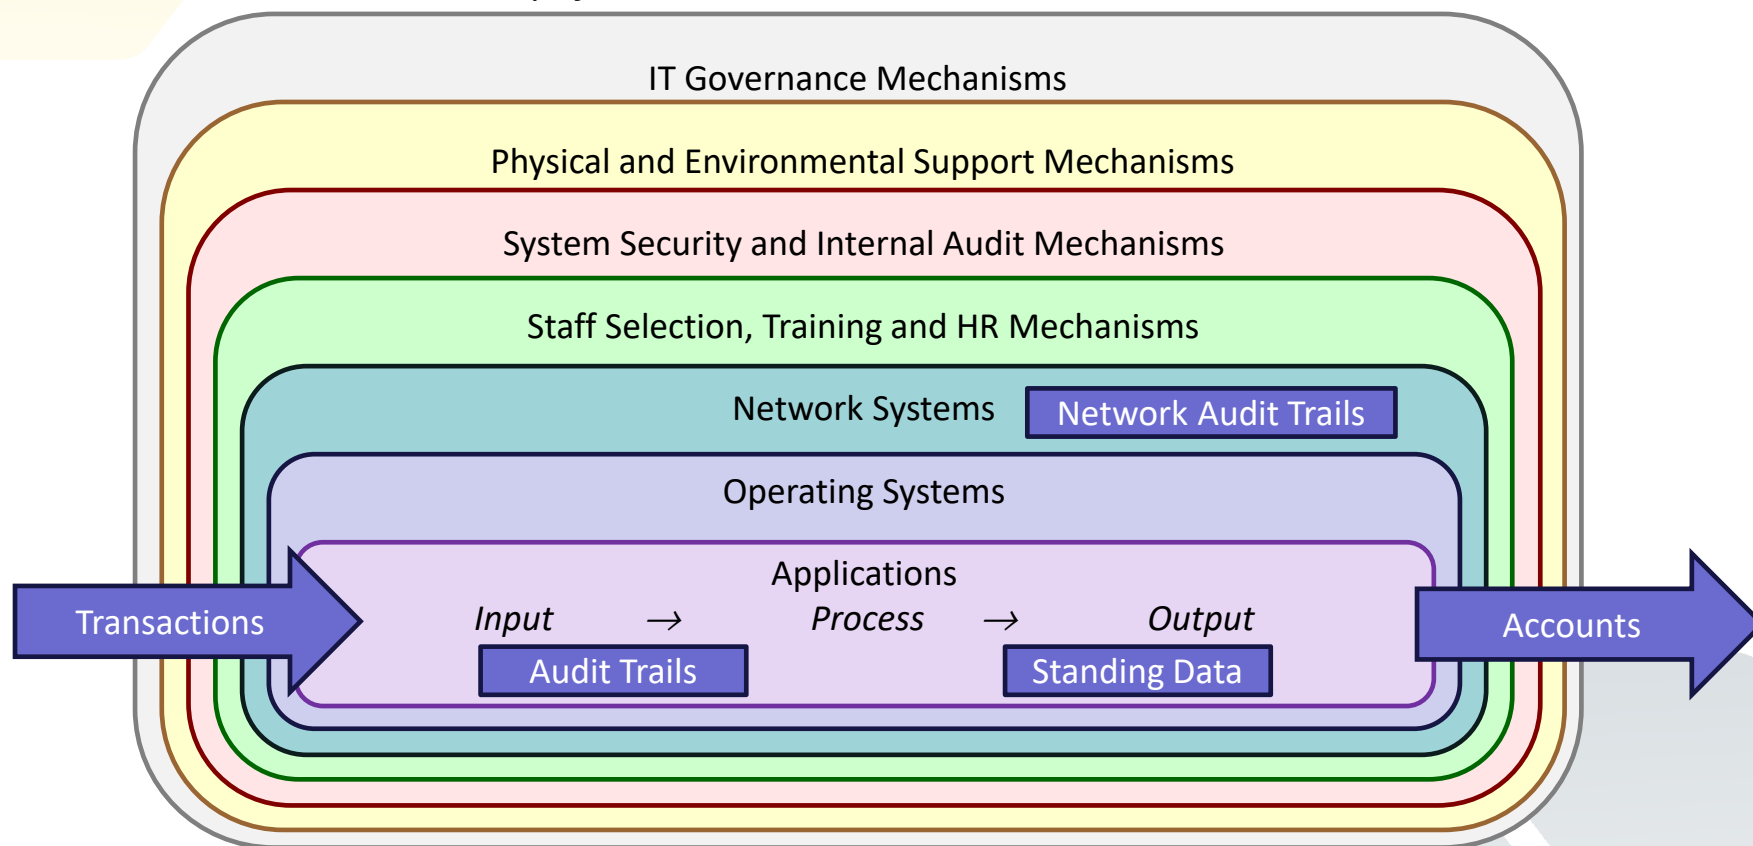 IT Governance Mechanisms
Physical and Environmental Support Mechanisms
System Security and Internal Audit Mechanisms
Staff Selection, Training and HR Mechanisms
Network Systems Network Audit Trails
Operating Systems
Applications
Transactions Input → Process → Output Accounts
Audit Trails Standing Data